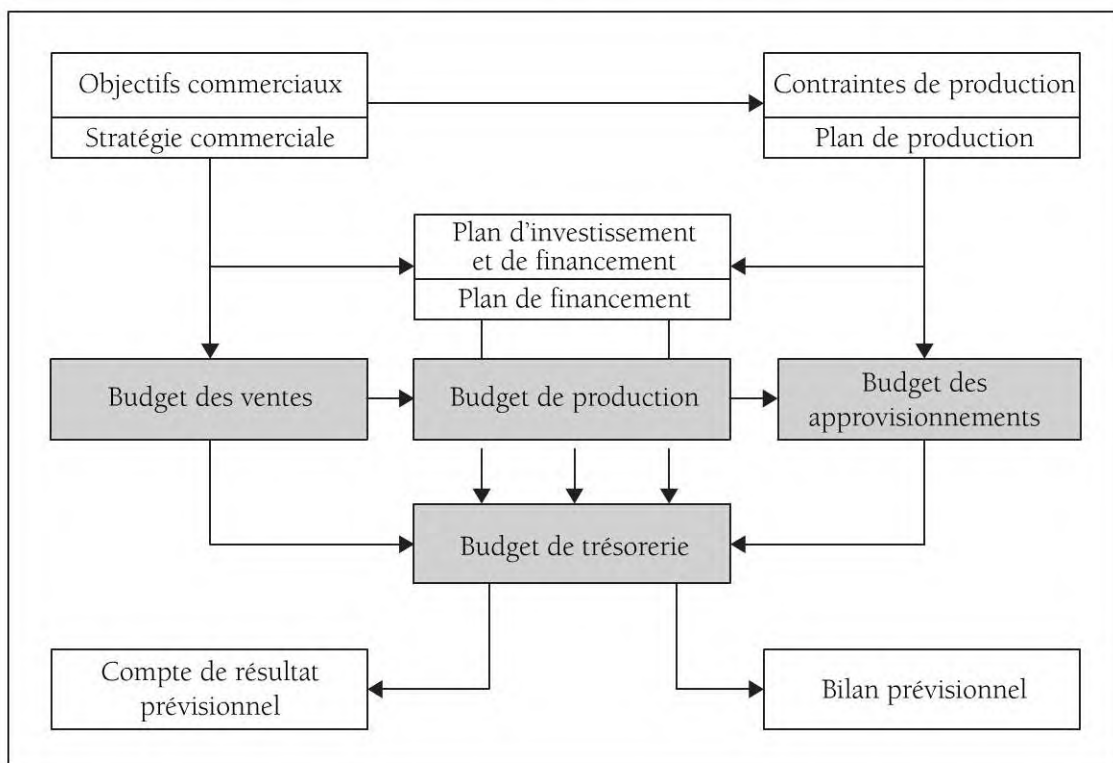 Objectifs commerciaux
Stratégie commerciale
Contraintes de production
Plan de production
Plan d'investissement
et de financement
Plan de financement
Budget des ventes
Budget de production
Budget des
approvisionnements
Budget de trésorerie
Compte de résultat
prévisionnel
Bilan prévisionnel